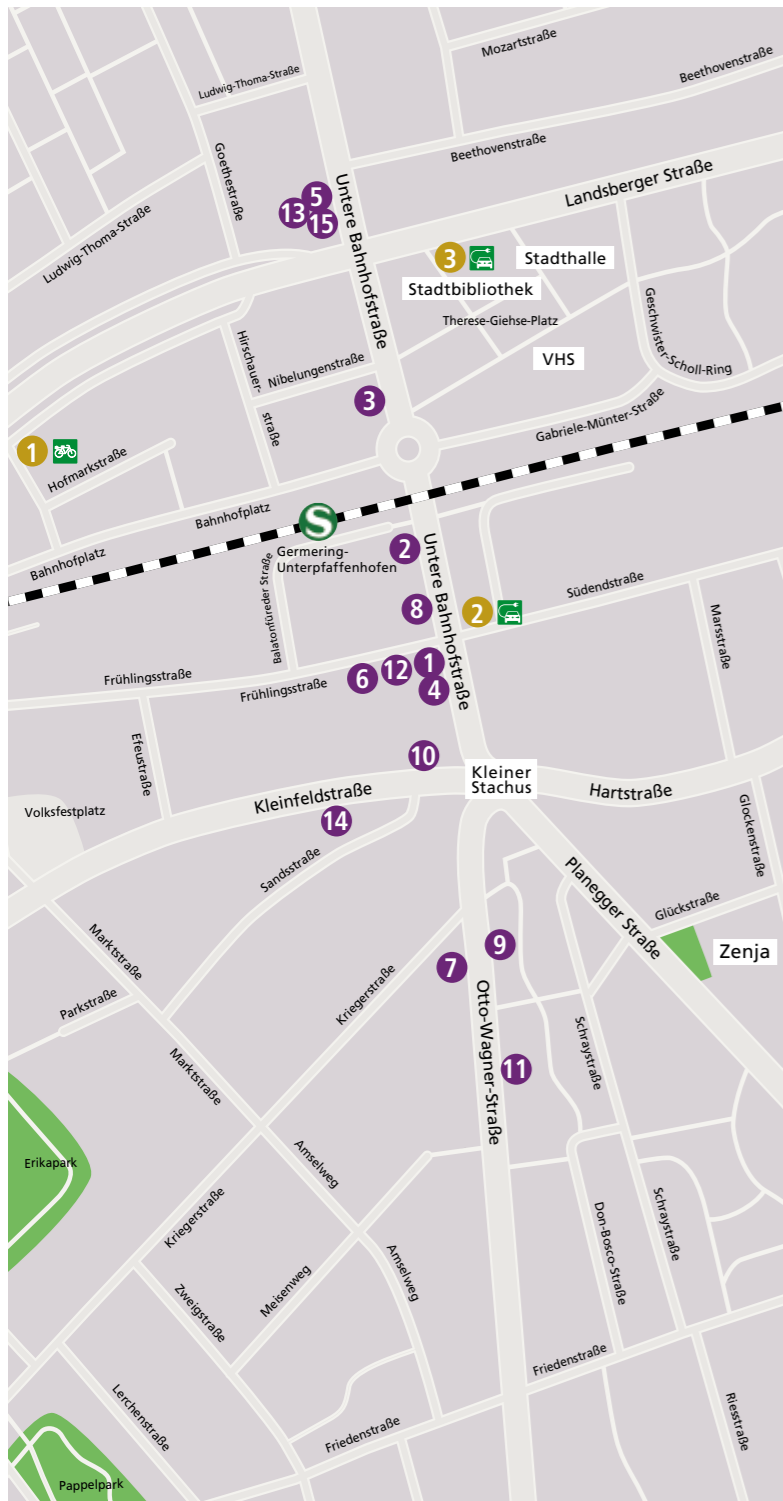 Mozartstraße
Beethovenstraße
Ludwig-Thoma-Straße
Beethovenstraße
Goethestraße
Untere Bahnhofstraße
Landsberger Straße
5
13
15
Ludwig-Thoma-Straße
3
Stadthalle
Stadtbibliothek
Therese-Giehse-Platz
Geschwister-Scholl-Ring
VHS
Hirschauer-
straße
Nibelungenstraße
3
Gabriele-Münter-Straße
1
Hofmarkstraße
Bahnhofplatz
S
Bahnhofplatz
Germering-
Unterpfaffenhofen
2
Untere Bahnhofstraße
Balatonfüreder Straße
8
2
Südendstraße
Marsstraße
1
12
6
4
Frühlingsstraße
Frühlingsstraße
Efeustraße
10
Kleiner
Stachus
Kleinfeldstraße
Hartstraße
Volksfestplatz
14
Glockenstraße
Sandsstraße
Planegger Straße
Glückstraße
Marktstraße
9
Zenja
7
Kriegerstraße
Otto-Wagner-Straße
Parkstraße
Schraystraße
Marktstraße
11
Erikapark
Amselweg
Kriegerstraße
Schraystraße
Don-Bosco-Straße
Amselweg
Meisenweg
Zweigstraße
Friedenstraße
Lerchenstraße
Friedenstraße
Riesstraße
Pappelpark